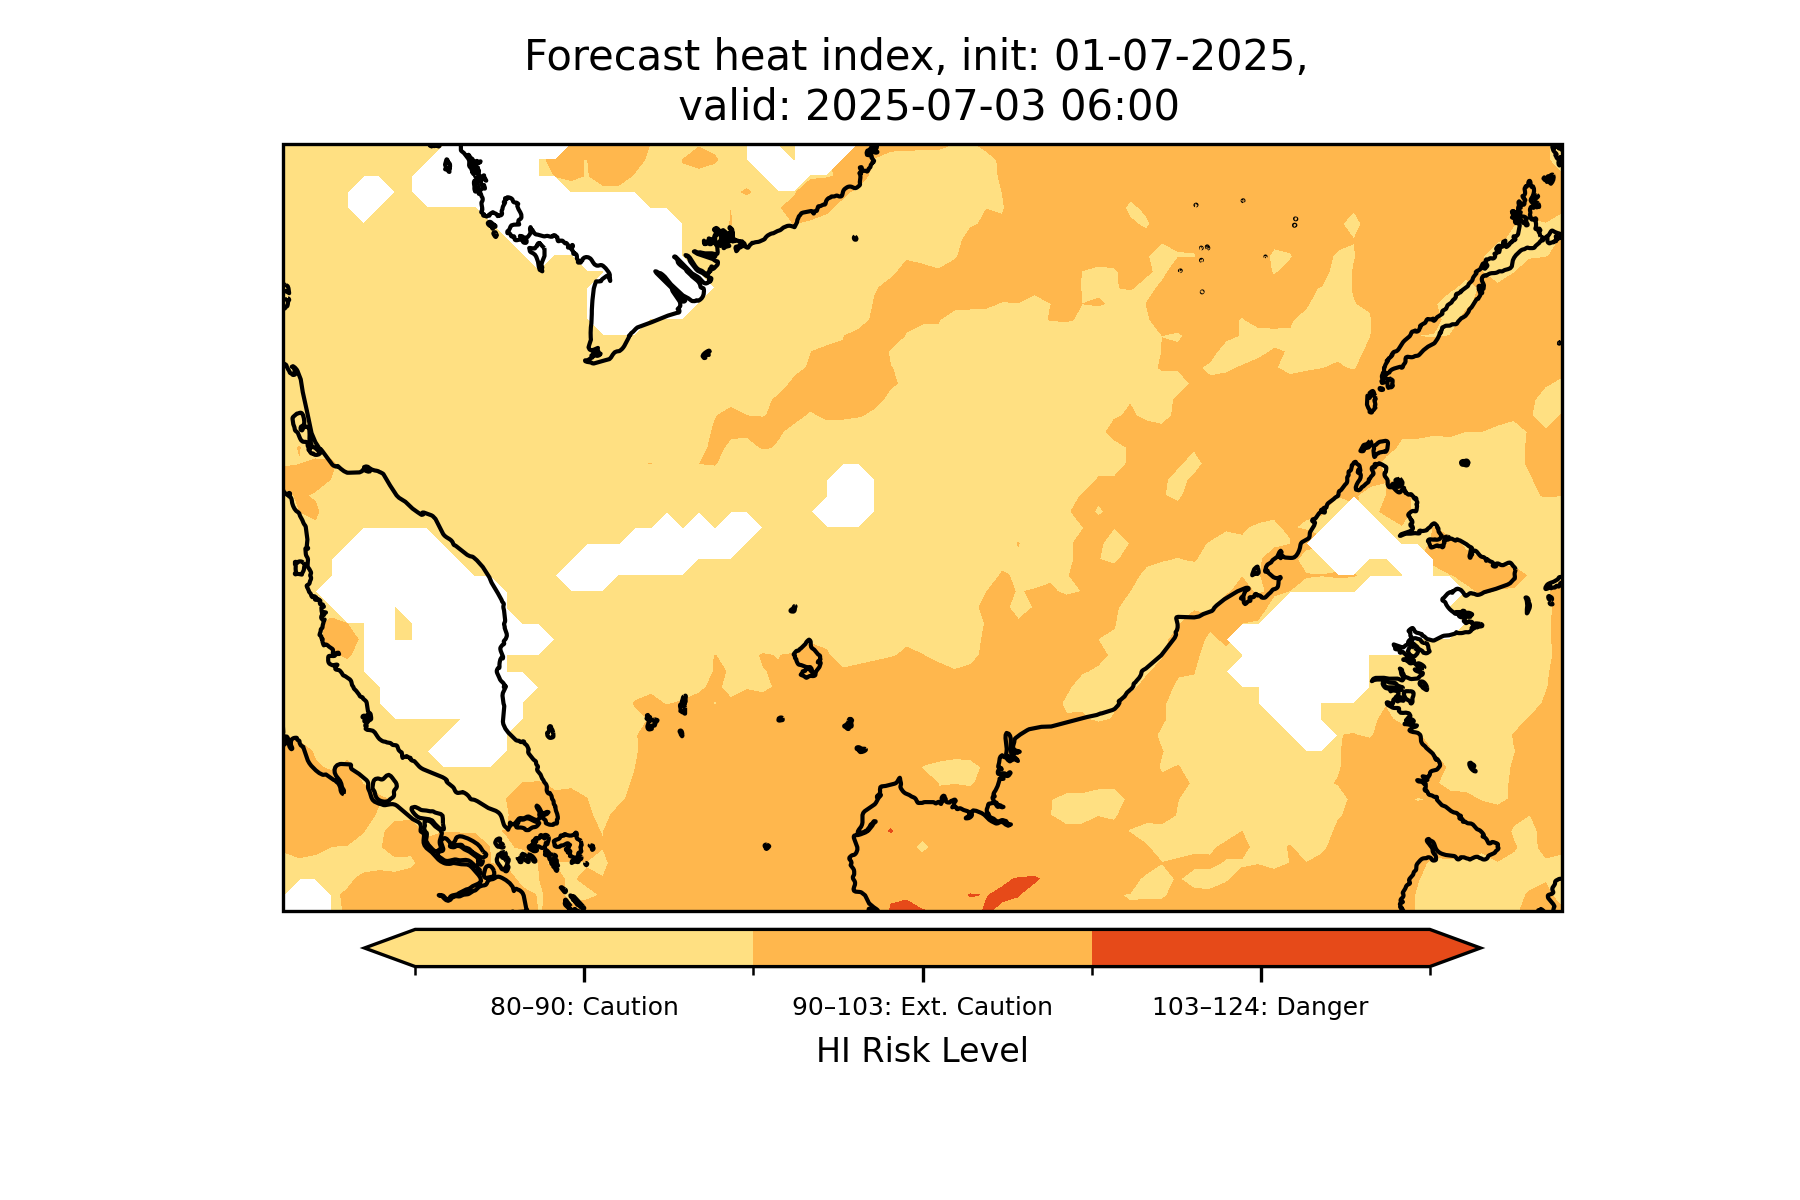 Forecast heat index, init: 01-07-2025,
valid: 2025-07-03 06:00
80–90: Caution
90–103: Ext. Caution
103–124: Danger
HI Risk Level